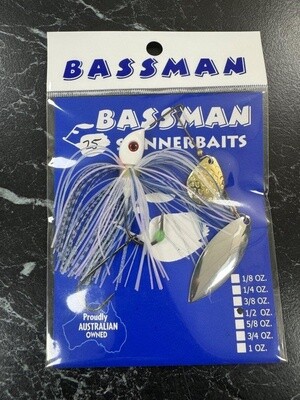 BASSMAN
BASSMAN
SPINNERBAITS
25
1/8 OZ.
1/4 OZ.
3/8 OZ.
1/2 OZ.
5/8 OZ.
3/4 OZ.
1 OZ.
Proudly
AUSTRALIAN
OWNED